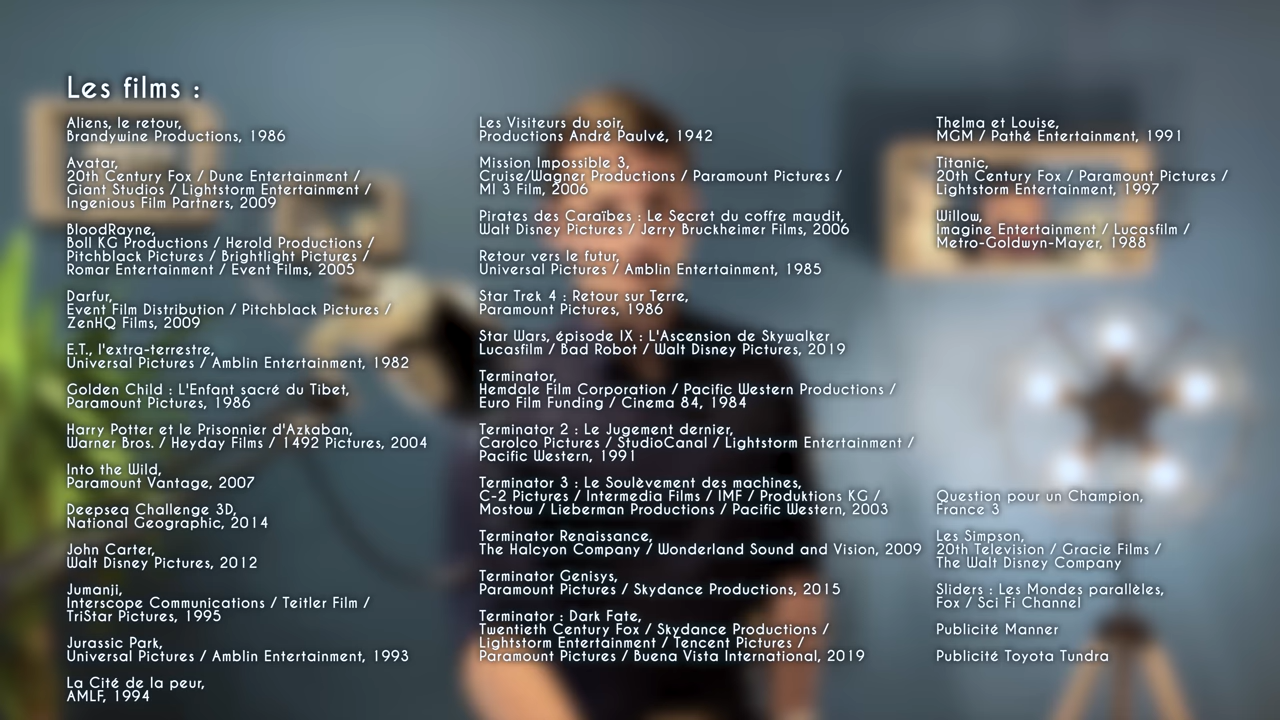 Les films :
Aliens, le retour,
Brandywine Productions, 1986
Avatar,
20th Century Fox / Dune Entertainment /
Giant Studios / Lightstorm Entertainment /
Ingenious Film Partners, 2009
BloodRayne,
Boll KG Productions / Herold Productions /
Pitchblack Pictures / Brightlight Pictures /
Romar Entertainment / Event Films, 2005
Darfur,
Event Film Distribution / Pitchblack Pictures /
ZenHQ Films, 2009
E.T., l'extra-terrestre,
Universal Pictures / Amblin Entertainment, 1982
Golden Child : L'Enfant sacré du Tibet,
Paramount Pictures, 1986
Harry Potter et le Prisonnier d'Azkaban,
Warner Bros. / Heyday Films / 1492 Pictures, 2004
Into the Wild,
Paramount Vantage, 2007
Deepsea Challenge 3D,
National Geographic, 2014
John Carter,
Walt Disney Pictures, 2012
Jumanji,
Interscope Communications / Teitler Film /
TriStar Pictures, 1995
Jurassic Park,
Universal Pictures / Amblin Entertainment, 1993
La Cité de la peur,
AMLF, 1994
Les Visiteurs du soir,
Productions André Paulvé, 1942
Mission Impossible 3,
Cruise/Wagner Productions / Paramount Pictures /
MI 3 Film, 2006
Pirates des Caraïbes : Le Secret du coffre maudit,
Walt Disney Pictures / Jerry Bruckheimer Films, 2006
Retour vers le futur,
Universal Pictures / Amblin Entertainment, 1985
Star Trek 4 : Retour sur Terre,
Paramount Pictures, 1986
Star Wars, épisode IX : L'Ascension de Skywalker
Lucasfilm / Bad Robot / Walt Disney Pictures, 2019
Terminator,
Hemdale Film Corporation / Pacific Western Productions /
Euro Film Funding / Cinema 84, 1984
Terminator 2 : Le Jugement dernier,
Carolco Pictures / StudioCanal / Lightstorm Entertainment /
Pacific Western, 1991
Terminator 3 : Le Soulèvement des machines,
C-2 Pictures / Intermedia Films / IMF / Produktions KG /
Mostow / Lieberman Productions / Pacific Western, 2003
Terminator Renaissance,
The Halcyon Company / Wonderland Sound and Vision, 2009
Terminator Genisys,
Paramount Pictures / Skydance Productions, 2015
Terminator : Dark Fate,
Twentieth Century Fox / Skydance Productions /
Lightstorm Entertainment / Tencent Pictures /
Paramount Pictures / Buena Vista International, 2019
Thelma et Louise,
MGM / Pathé Entertainment, 1991
Titanic,
20th Century Fox / Paramount Pictures /
Lightstorm Entertainment, 1997
Willow,
Imagine Entertainment / Lucasfilm /
Metro-Goldwyn-Mayer, 1988
Question pour un Champion,
France 3
Les Simpson,
20th Television / Gracie Films /
The Walt Disney Company
Sliders : Les Mondes parallèles,
Fox / Sci Fi Channel
Publicité Manner
Publicité Toyota Tundra